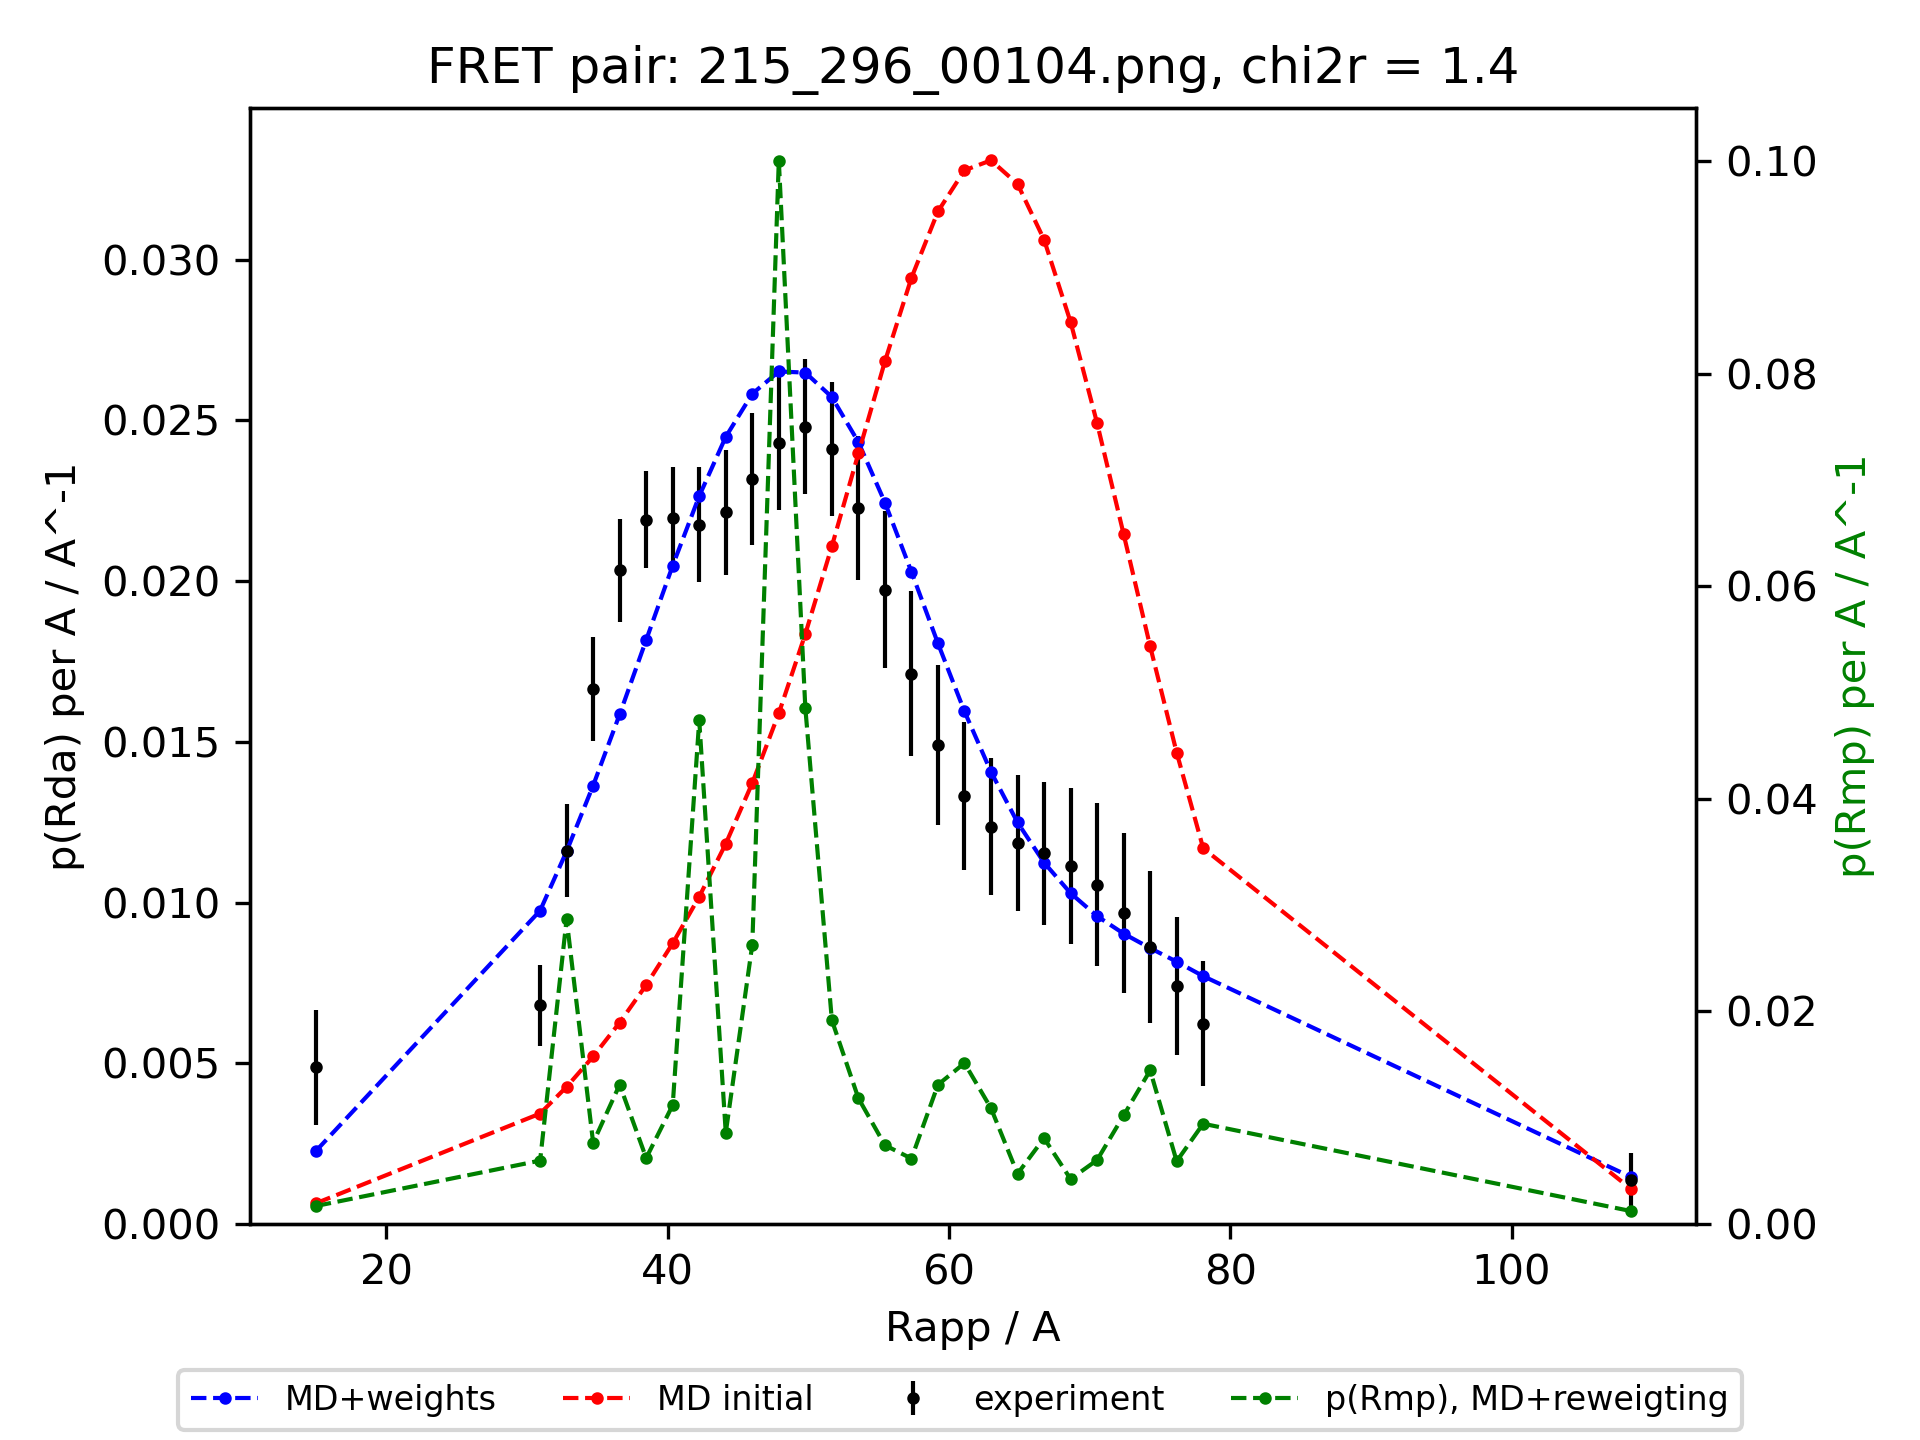 FRET pair: 215_296_00104.png, chi2r = 1.4
p(Rda) per A / A^-1
0.030
0.025
0.020
0.015
0.010
0.005
0.000
0.10
0.08
0.06
0.04
0.02
0.00
p(Rmp) per A / A^-1
20 40 60 80 100
Rapp / A
MD+weights MD initial experiment p(Rmp), MD+reweigting